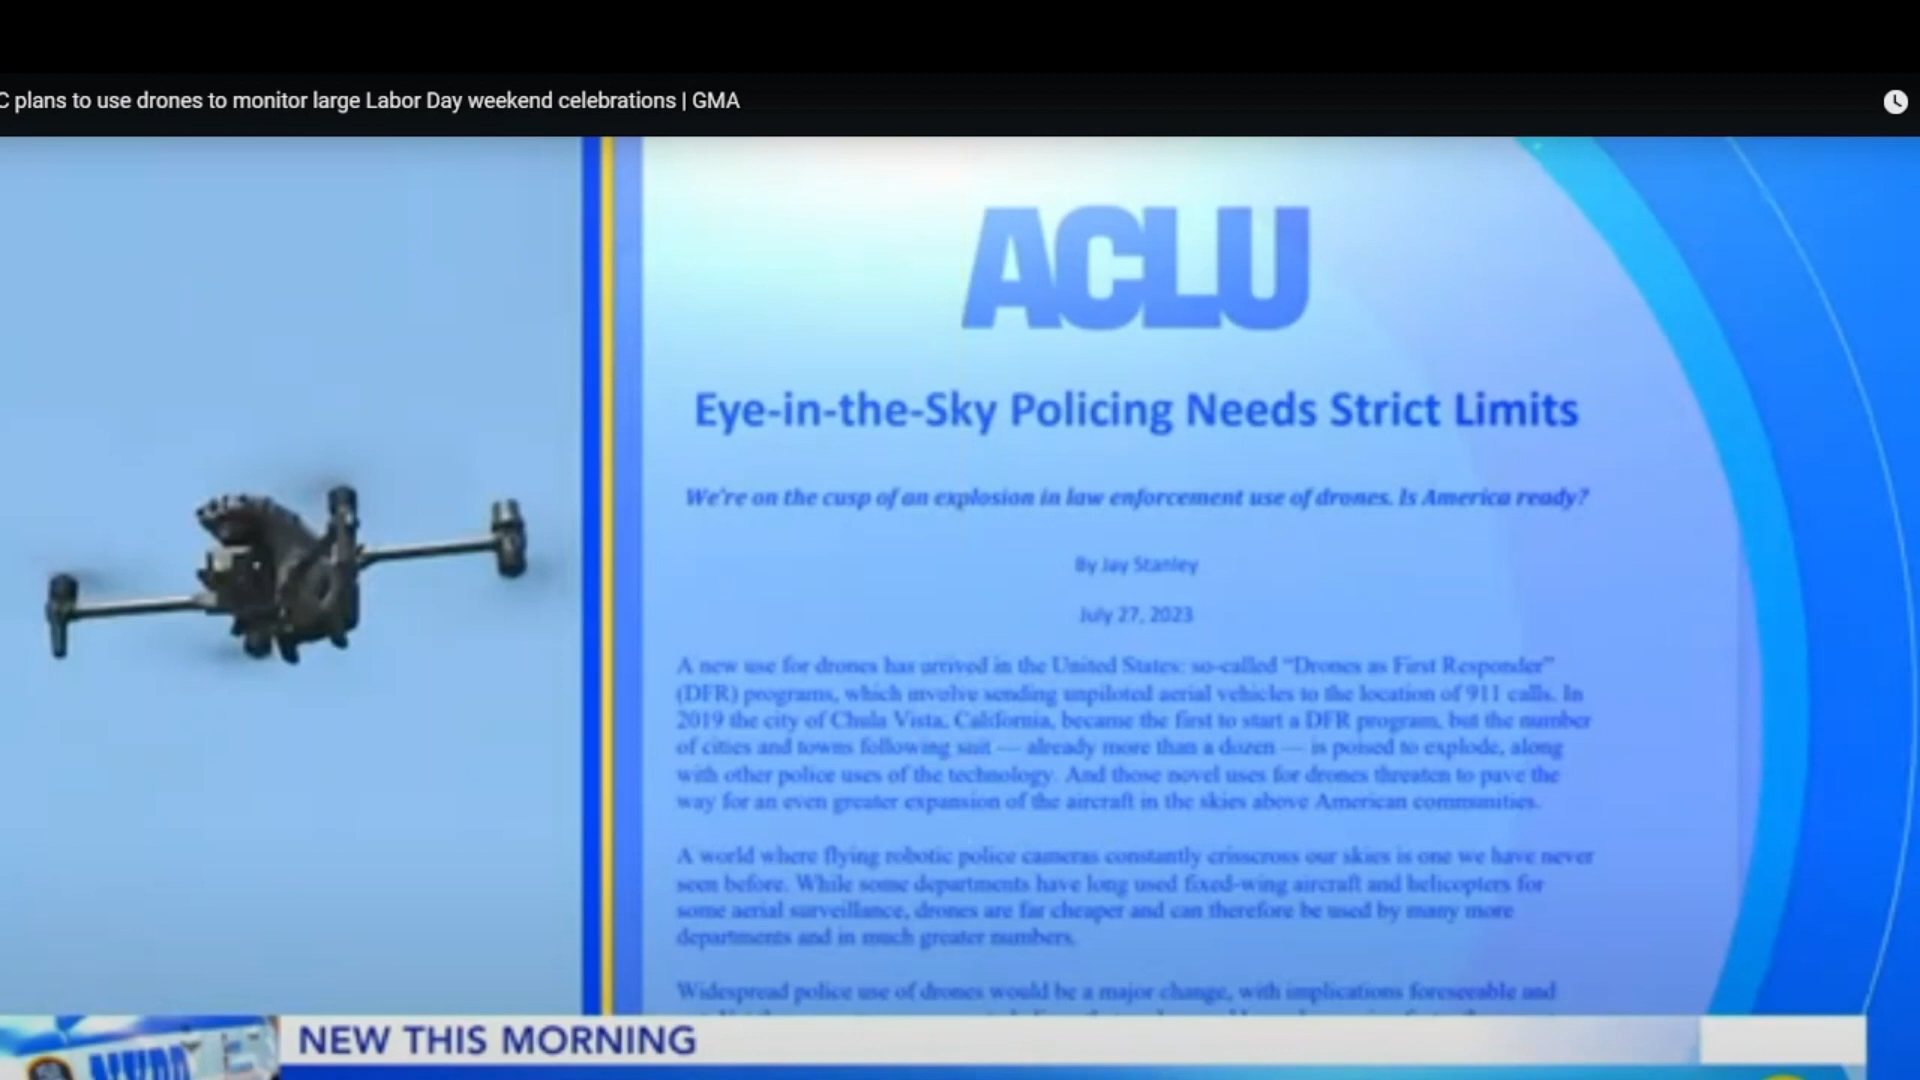 C plans to use drones to monitor large Labor Day weekend celebrations | GMA
ACLU
Eye-in-the-Sky Policing Needs Strict Limits
We're on the cusp of an explosion in law enforcement use of drones. Is America ready?
By Jay Stanley
July 27, 2023
A new use for drones has arrived in the United States: so-called "Drones as First Responder"
(DFR) programs, which involve sending unpiloted aerial vehicles to the location of 911 calls. In
2019 the city of Chula Vista, California, became the first to start a DFR program, but the number
of cities and towns following suit — already more than a dozen — is poised to explode, along
with other police uses of the technology. And those novel uses for drones threaten to pave the
way for an even greater expansion of the aircraft in the skies above American communities.
A world where flying robotic police cameras constantly crisscross our skies is one we have never
seen before. While some departments have long used fixed-wing aircraft and helicopters for
some aerial surveillance, drones are far cheaper and can therefore be used by many more
departments and in much greater numbers.
Widespread police use of drones would be a major change, with implications foreseeable and
NEW THIS MORNING
NYPD